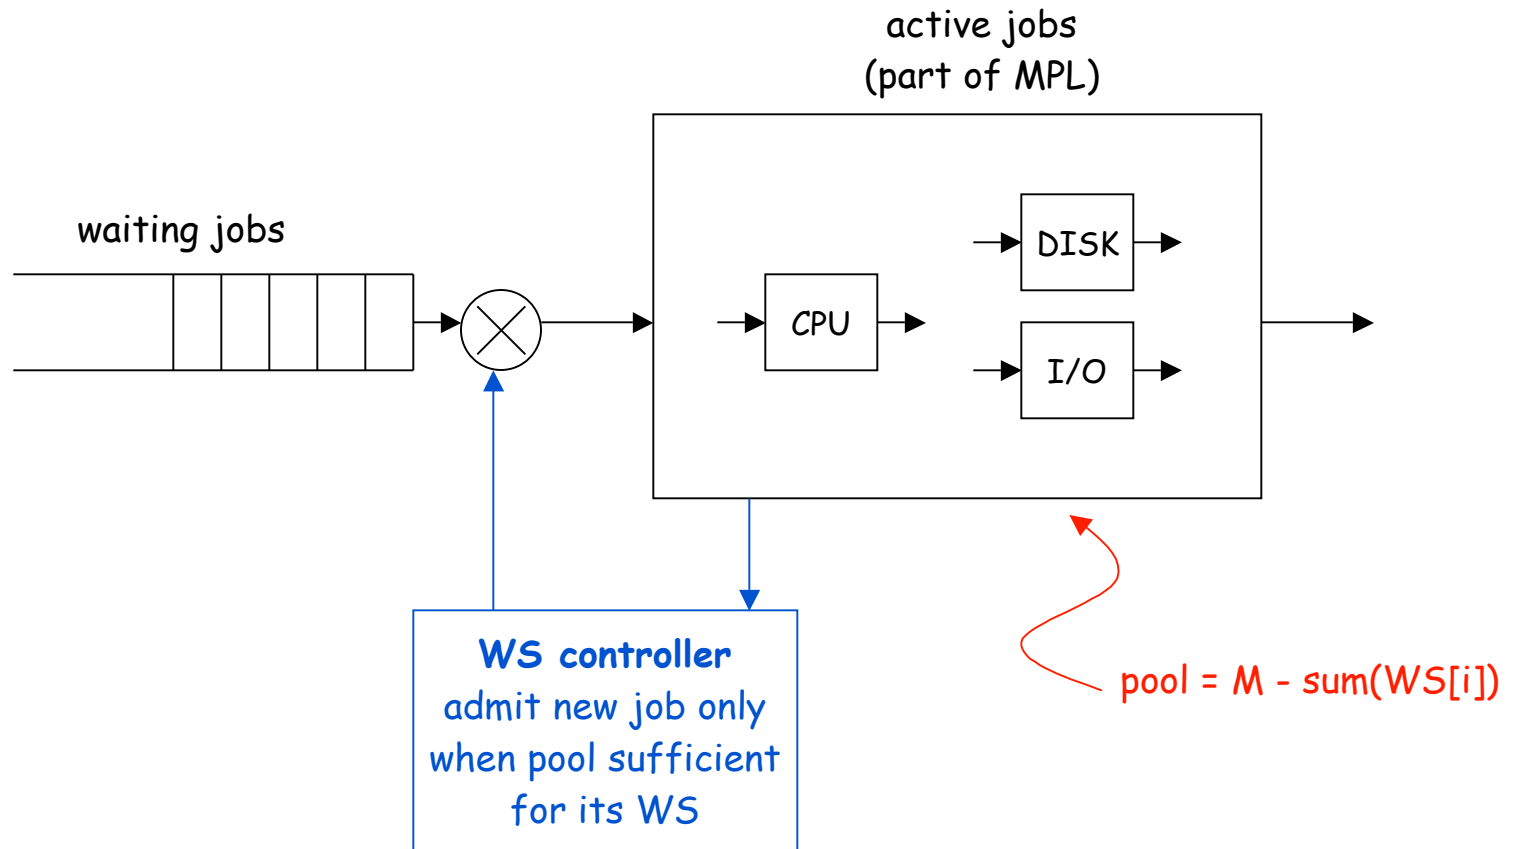 active jobs
(part of MPL)
waiting jobs
DISK
CPU
I/O
WS controller
admit new job only
when pool sufficient
for its WS
pool = M - sum(WS[i])